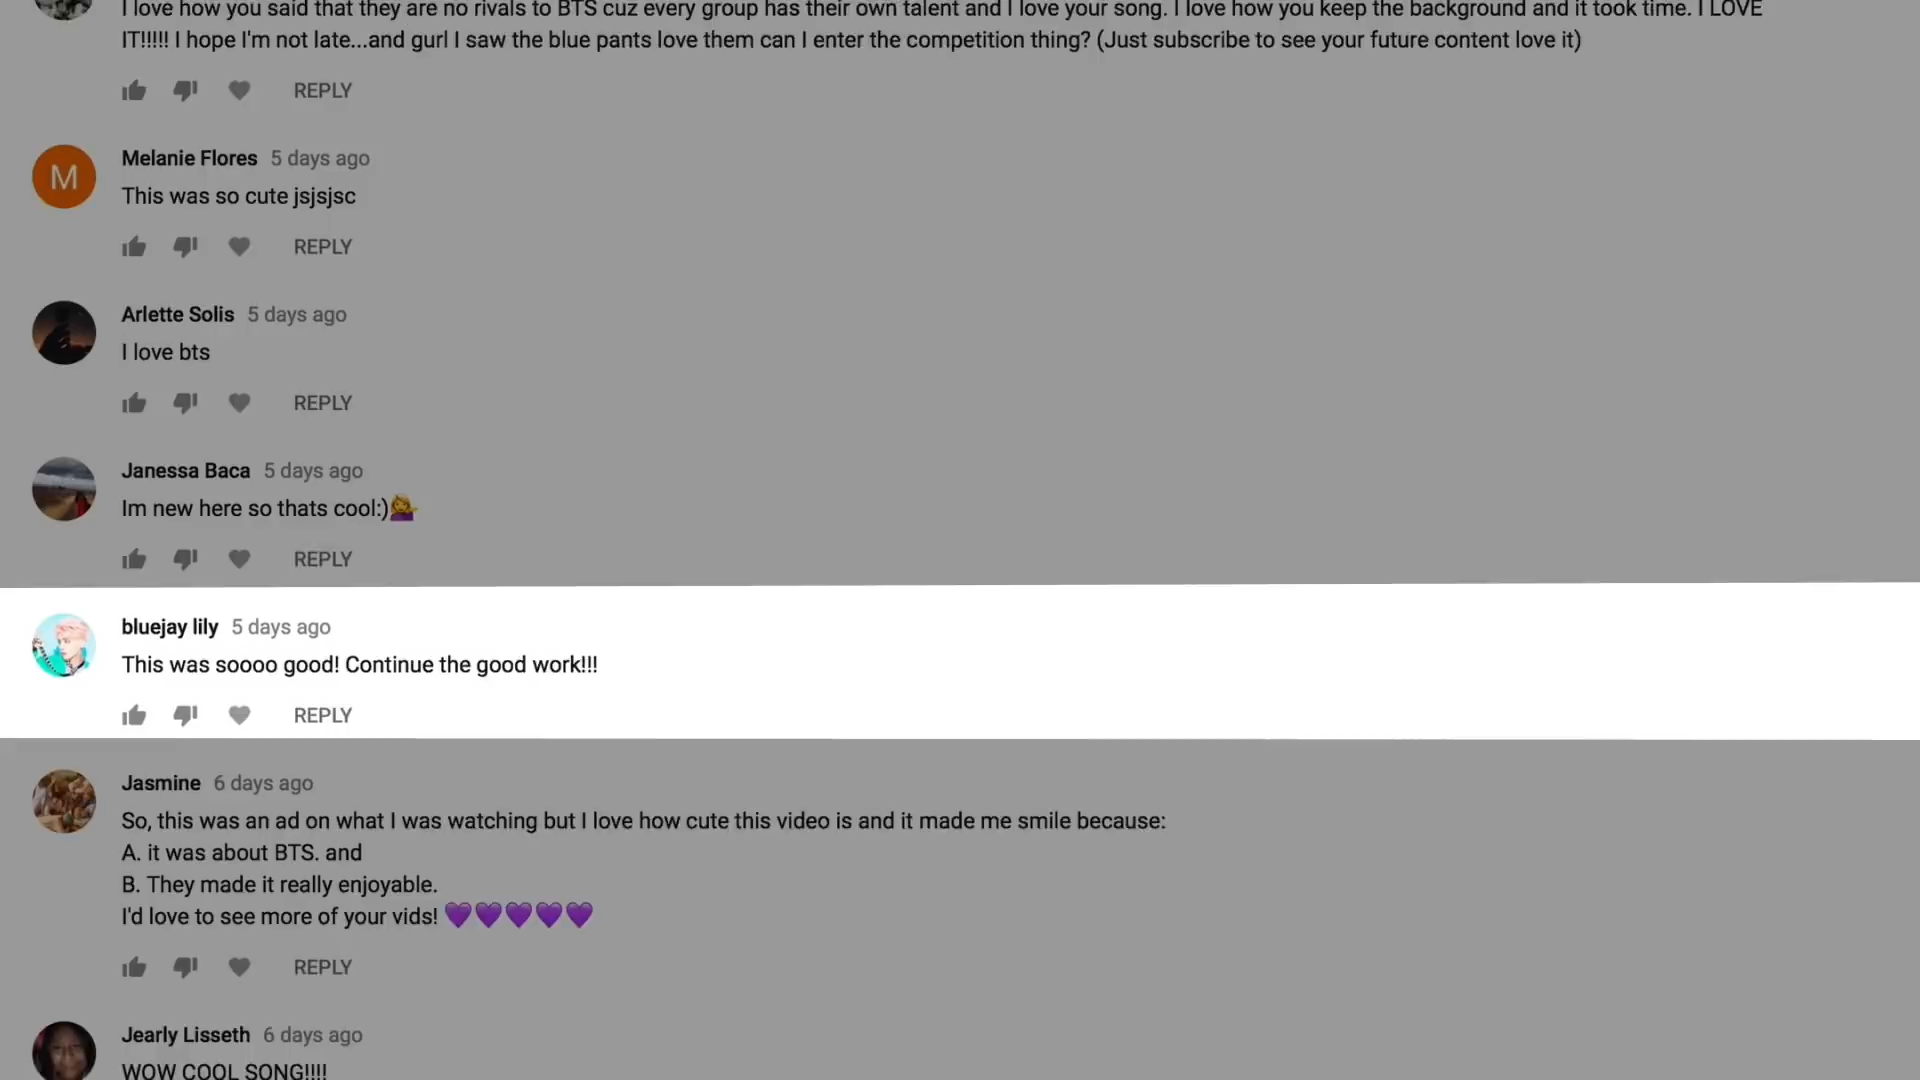 I love how you said that they are no rivals to BTS cuz every group has their own talent and I love your song. I love how you keep the background and it took time. I LOVE
IT!!!!! I hope I'm not late...and gurl I saw the blue pants love them can I enter the competition thing? (Just subscribe to see your future content love it)
REPLY
M
Melanie Flores 5 days ago
This was so cute jsjsjsc
REPLY
Arlette Solis 5 days ago
I love bts
REPLY
Janessa Baca 5 days ago
Im new here so thats cool:)💁‍♀️
REPLY
bluejay lily 5 days ago
This was soooo good! Continue the good work!!!
REPLY
Jasmine 6 days ago
So, this was an ad on what I was watching but I love how cute this video is and it made me smile because:
A. it was about BTS. and
B. They made it really enjoyable.
I'd love to see more of your vids! 💜💜💜💜💜
REPLY
Jearly Lisseth 6 days ago
WOW COOL SONG!!!!